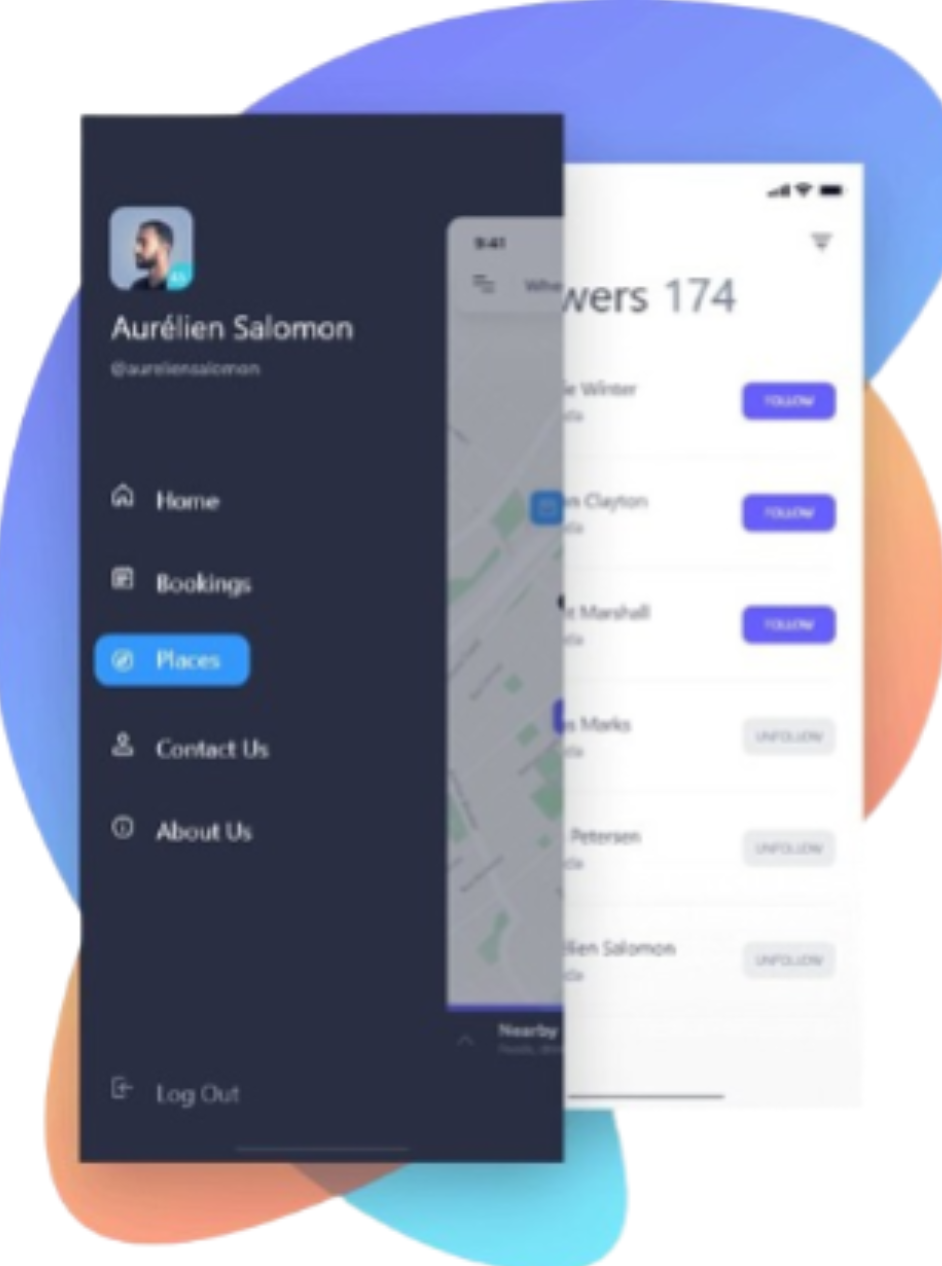 9:41
Whe
wers 174
Aurélien Salomon
@aureliensalomon
ie Winter
FOLLOW
Clayton
FOLLOW
t Marshall
FOLLOW
s Marks
UNFOLLOW
Petersen
UNFOLLOW
lien Salomon
UNFOLLOW
Home
Bookings
Places
Contact Us
About Us
Nearby
Log Out